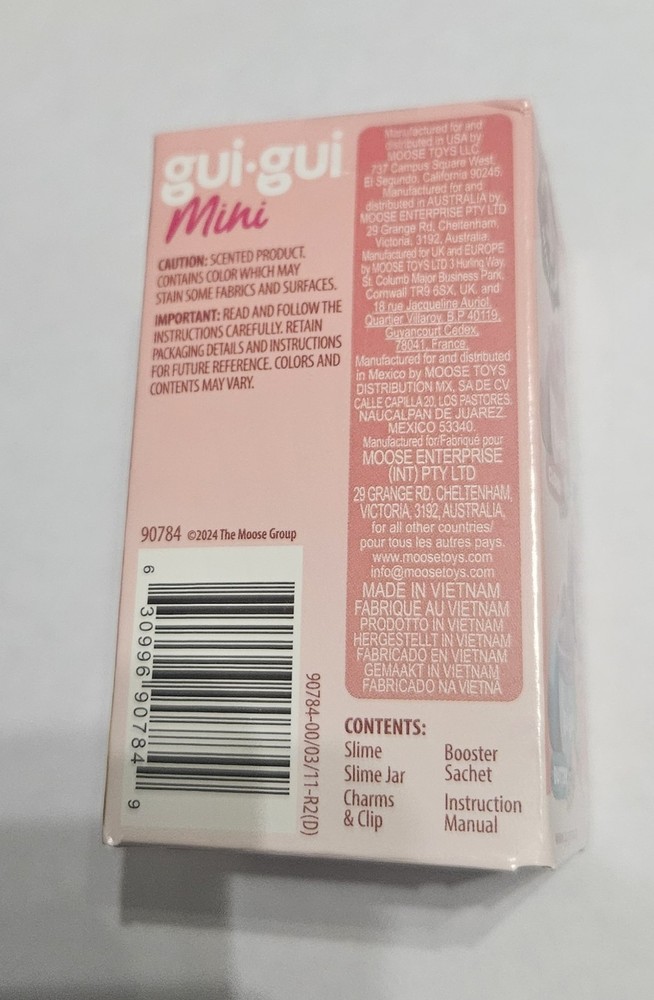 gui•gui
Mini
CAUTION: SCENTED PRODUCT.
CONTAINS COLOR WHICH MAY
STAIN SOME FABRICS AND SURFACES.
IMPORTANT: READ AND FOLLOW THE
INSTRUCTIONS CAREFULLY. RETAIN
PACKAGING DETAILS AND INSTRUCTIONS
FOR FUTURE REFERENCE. COLORS AND
CONTENTS MAY VARY.
90784 ©2024 The Moose Group
6 30996 90784 9
90784-00/03/11-R2(D)
Manufactured for and
distributed in USA by
MOOSE TOYS LLC
737 Campus Square West,
El Segundo, California 90245.
Manufactured for and
distributed in AUSTRALIA by
MOOSE ENTERPRISE PTY LTD
29 Grange Rd, Cheltenham,
Victoria, 3192, Australia.
Manufactured for UK and EUROPE
by MOOSE TOYS LTD 3 Hurling Way,
St. Columb Major Business Park,
Cornwall TR9 6SX, UK. and
18 rue Jacqueline Auriol,
Quartier Villaroy, B.P 40119,
Guyancourt Cedex,
78041, France.
Manufactured for and distributed
in Mexico by MOOSE TOYS
DISTRIBUTION MX, SA DE CV
CALLE CAPILLA 20, LOS PASTORES,
NAUCALPAN DE JUAREZ
MEXICO 53340.
Manufactured for/Fabriqué pour
MOOSE ENTERPRISE
(INT) PTY LTD
29 GRANGE RD, CHELTENHAM,
VICTORIA, 3192, AUSTRALIA,
for all other countries/
pour tous les autres pays.
www.moosetoys.com
info@moosetoys.com
MADE IN VIETNAM
FABRIQUE AU VIETNAM
PRODOTTO IN VIETNAM
HERGESTELLT IN VIETNAM
FABRICADO EN VIETNAM
GEMAAKT IN VIETNAM
FABRICADO NA VIETNÃ
CONTENTS:
Slime
Slime Jar
Charms
& Clip
Booster
Sachet
Instruction
Manual